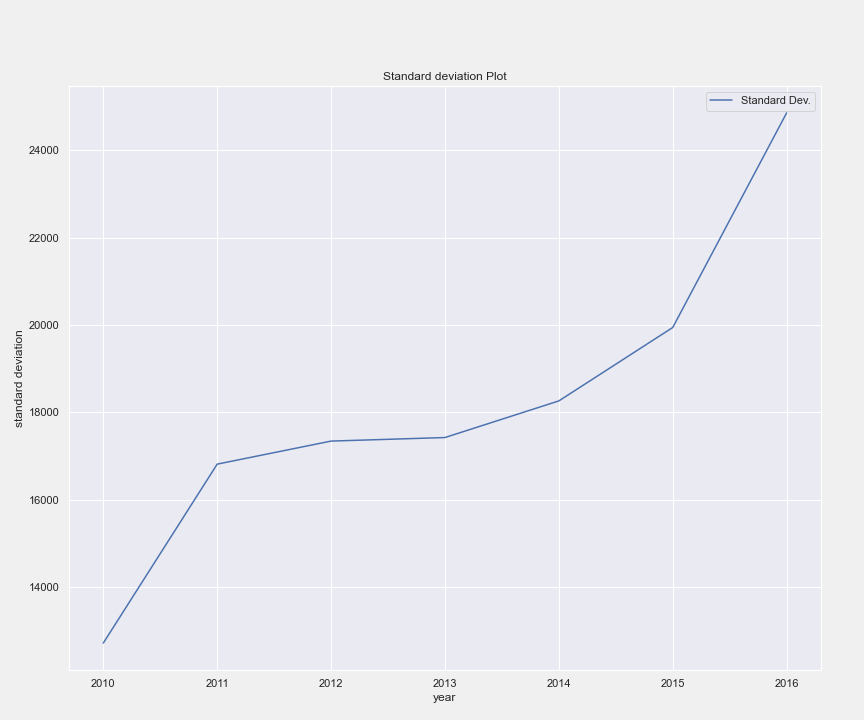 Standard deviation Plot
Standard Dev.
24000
22000
20000
18000
16000
14000
standard deviation
2010 2011 2012 2013 2014 2015 2016
year